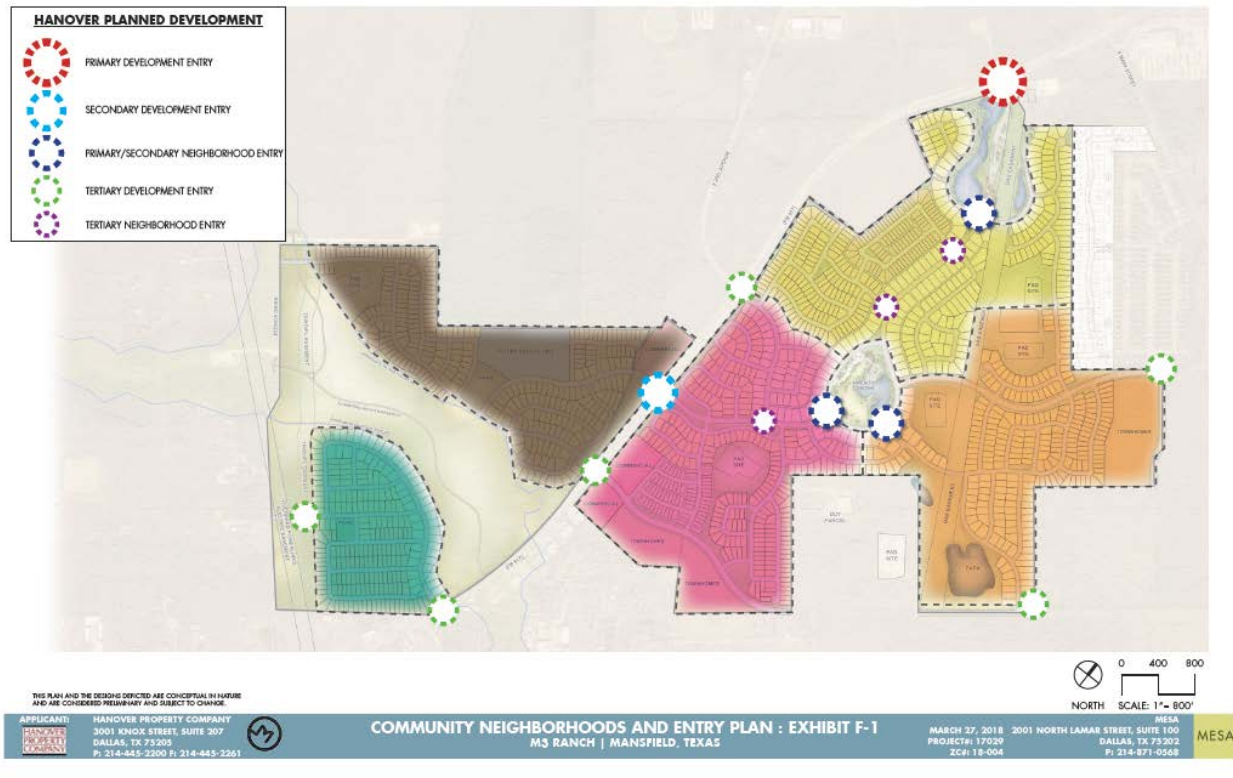 HANOVER PLANNED DEVELOPMENT
PRIMARY DEVELOPMENT ENTRY
SECONDARY DEVELOPMENT ENTRY
PRIMARY/SECONDARY NEIGHBORHOOD ENTRY
TERTIARY DEVELOPMENT ENTRY
TERTIARY NEIGHBORHOOD ENTRY
PAD
SITE
PAD
SITE
PAD
SITE
TOWNHOMES
PAD
SITE
OUT
PARCEL
PAD
SITE
TOWNHOMES
TOWNHOMES
THIS PLAN AND THE DESIGNS DEPICTED ARE CONCEPTUAL IN NATURE
AND ARE CONSIDERED PRELIMINARY AND SUBJECT TO CHANGE.
0 400 800
NORTH SCALE: 1"= 800'
APPLICANT:
HANOVER
PROPERTY
COMPANY
HANOVER PROPERTY COMPANY
3001 KNOX STREET, SUITE 207
DALLAS, TX 75205
P: 214-445-2200 F: 214-445-2261
COMMUNITY NEIGHBORHOODS AND ENTRY PLAN : EXHIBIT F-1
M3 RANCH | MANSFIELD, TEXAS
MARCH 27, 2018
PROJECT#: 17029
ZC#: 18-004
MESA
2001 NORTH LAMAR STREET, SUITE 100
DALLAS, TX 75202
P: 214-871-0568
MESA